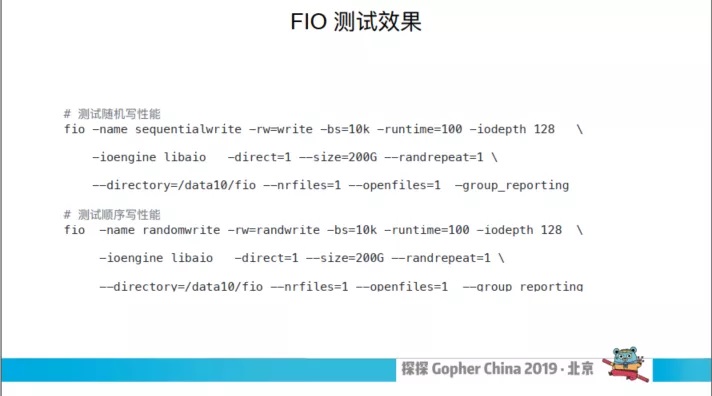 FIO 测试效果
# 测试随机写性能
fio -name sequentialwrite -rw=write -bs=10k -runtime=100 -iodepth 128 \
-ioengine libaio -direct=1 --size=200G --randrepeat=1 \
--directory=/data10/fio --nrfiles=1 --openfiles=1 -group_reporting
# 测试顺序写性能
fio -name randomwrite -rw=randwrite -bs=10k -runtime=100 -iodepth 128 \
-ioengine libaio -direct=1 --size=200G --randrepeat=1 \
--directory=/data10/fio --nrfiles=1 --openfiles=1 --group_reporting
探探 Gopher China 2019 · 北京